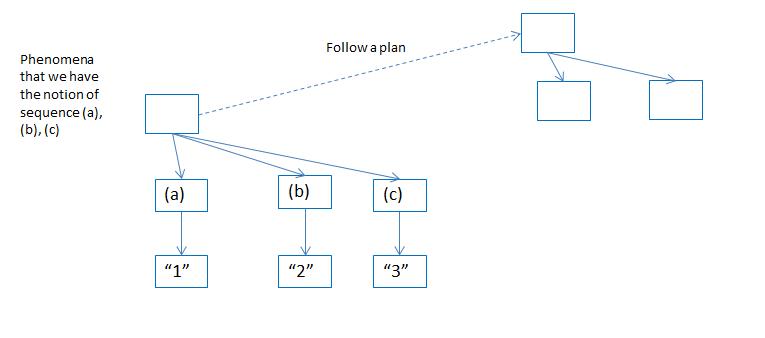 Follow a plan
Phenomena
that we have
the notion of
sequence (a),
(b), (c)
(a)
(b)
(c)
“1”
“2”
“3”